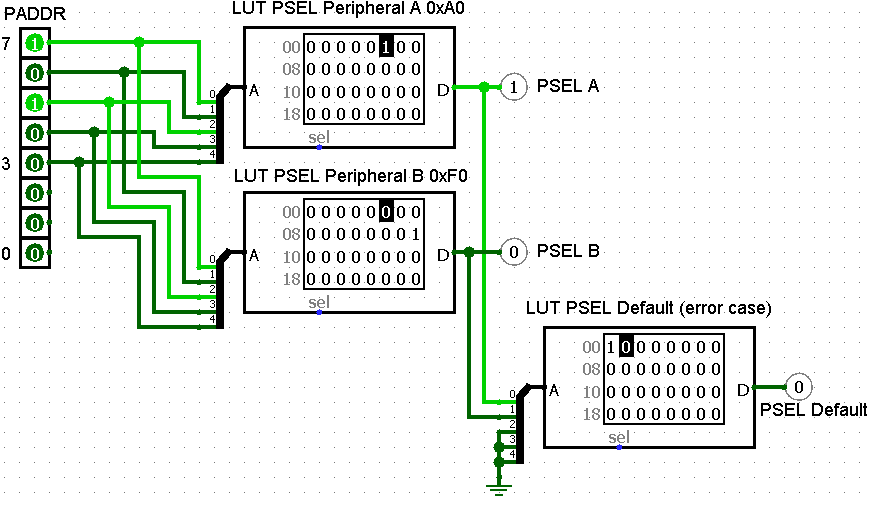 PADDR
7
1
0
1
0
3
0
0
0
0
0
LUT PSEL Peripheral A 0xA0
0
1
2
3
4
A
00 0 0 0 0 0 1 0 0
08 0 0 0 0 0 0 0 0
10 0 0 0 0 0 0 0 0
18 0 0 0 0 0 0 0 0
sel
D
1
PSEL A
LUT PSEL Peripheral B 0xF0
0
1
2
3
4
A
00 0 0 0 0 0 0 0 0
08 0 0 0 0 0 0 0 1
10 0 0 0 0 0 0 0 0
18 0 0 0 0 0 0 0 0
sel
D
0
PSEL B
LUT PSEL Default (error case)
0
1
2
3
4
A
00 1 0 0 0 0 0 0 0
08 0 0 0 0 0 0 0 0
10 0 0 0 0 0 0 0 0
18 0 0 0 0 0 0 0 0
sel
D
0
PSEL Default